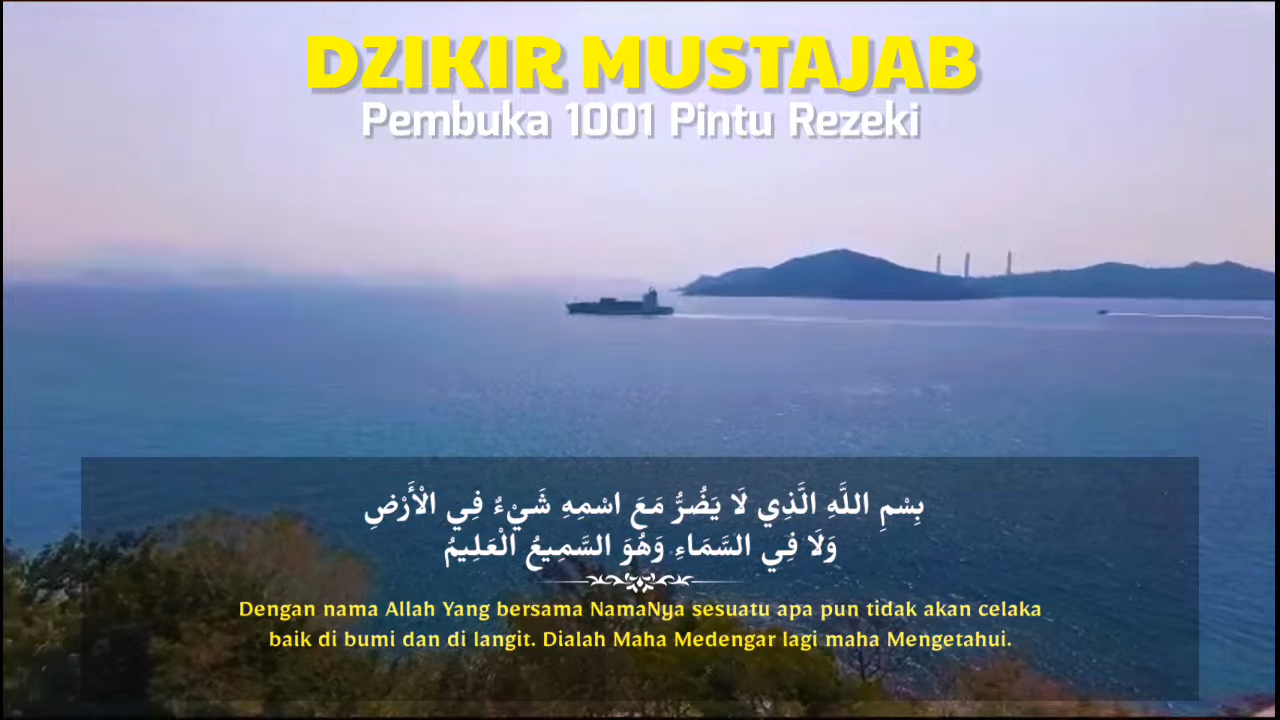 DZIKIR MUSTAJAB
Pembuka 1001 Pintu Rezeki
بِسْمِ اللَّهِ الَّذِي لَا يَضُرُّ مَعَ اسْمِهِ شَيْءٌ فِي الْأَرْضِ
وَلَا فِي السَّمَاءِ وَهُوَ السَّمِيعُ الْعَلِيمُ
Dengan nama Allah Yang bersama NamaNya sesuatu apa pun tidak akan celaka
baik di bumi dan di langit. Dialah Maha Medengar lagi maha Mengetahui.